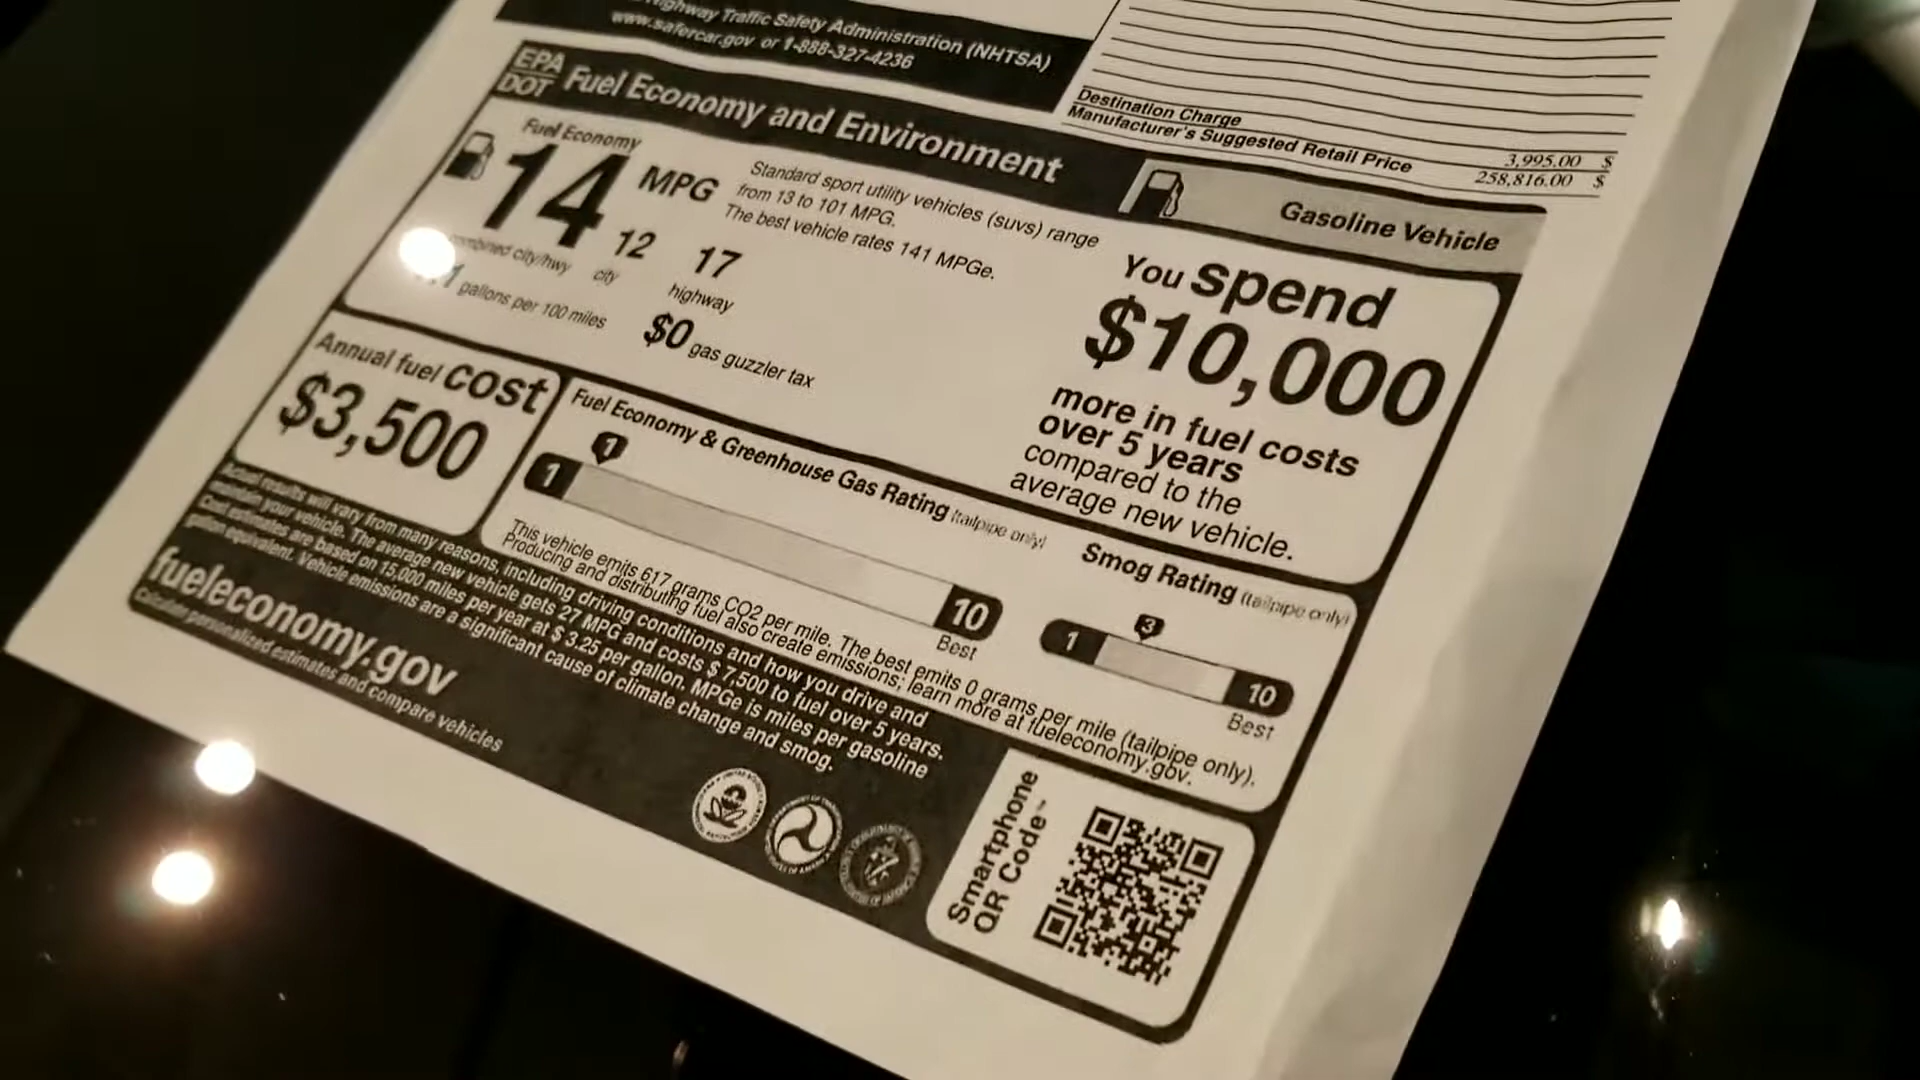 Highway Traffic Safety Administration (NHTSA)
www.safercar.gov or 1-888-327-4236
Destination Charge 3,995.00 $
Manufacturer's Suggested Retail Price 258,816.00 $
EPA
DOT
Fuel Economy and Environment
Gasoline Vehicle
Fuel Economy
14 MPG
combined city/hwy
12
city
17
highway
gallons per 100 miles
$0 gas guzzler tax
Standard sport utility vehicles (suvs) range
from 13 to 101 MPG.
The best vehicle rates 141 MPGe.
You spend
$10,000
more in fuel costs
over 5 years
compared to the
average new vehicle.
Annual fuel cost
$3,500
Fuel Economy & Greenhouse Gas Rating (tailpipe only)
1
1
10
Best
Smog Rating (tailpipe only)
3
1
10
Best
This vehicle emits 617 grams CO2 per mile. The best emits 0 grams per mile (tailpipe only).
Producing and distributing fuel also create emissions; learn more at fueleconomy.gov.
Actual results will vary from many reasons, including driving conditions and how you drive and
maintain your vehicle. The average new vehicle gets 27 MPG and costs $ 7,500 to fuel over 5 years.
Cost estimates are based on 15,000 miles per year at $ 3.25 per gallon. MPGe is miles per gasoline
gallon equivalent. Vehicle emissions are a significant cause of climate change and smog.
fueleconomy.gov
Calculate personalized estimates and compare vehicles
Smartphone
QR Code™